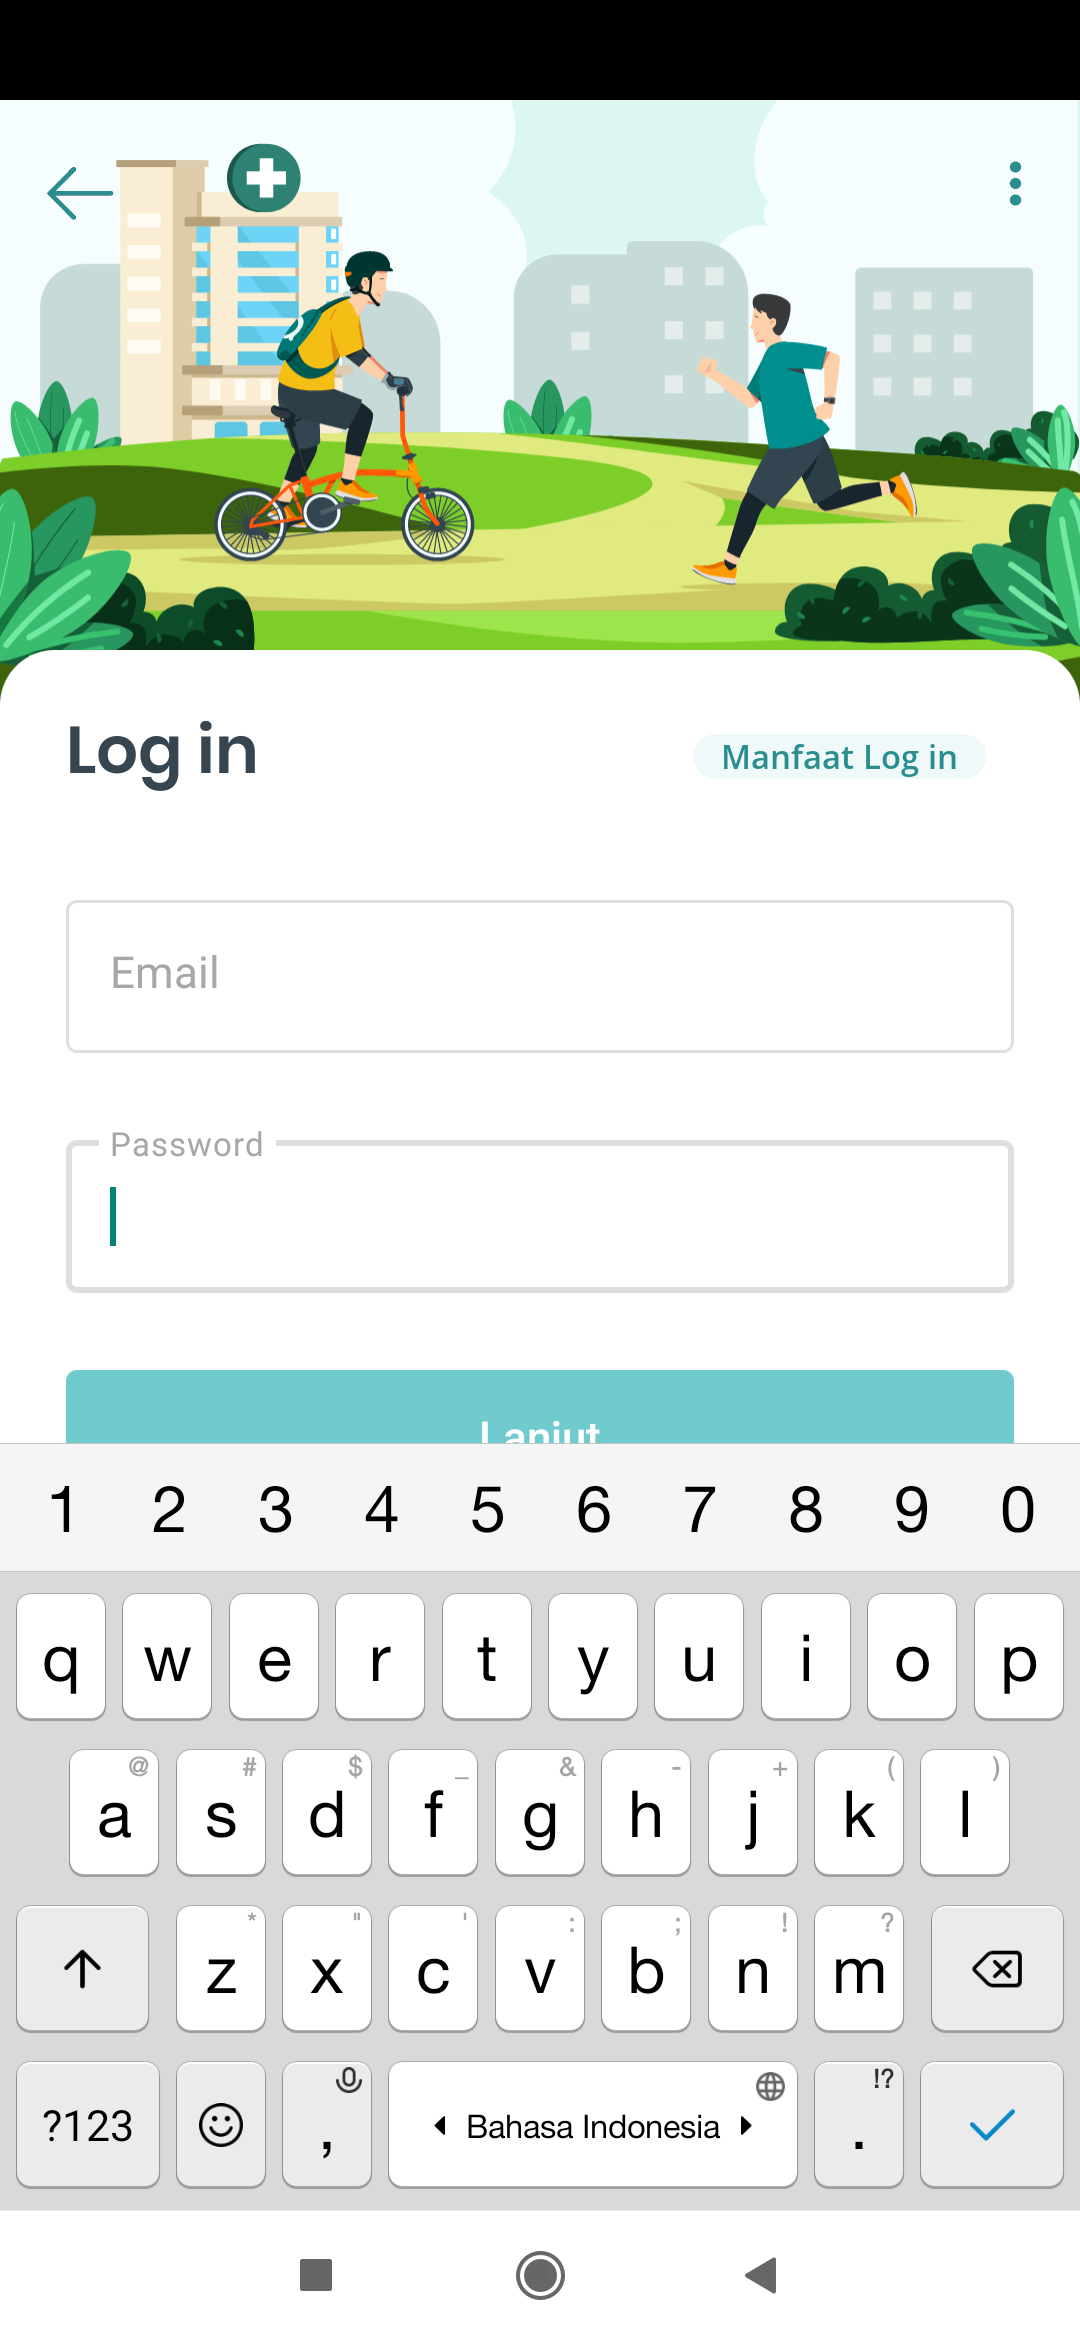 Log in
Manfaat Log in
Email
Password
Lanjut
1 2 3 4 5 6 7 8 9 0
q w e r t y u i o p
@ # $ _ & - + ( )
a s d f g h j k l
* " ' : ; ! ?
z x c v b n m
!?
?123 , Bahasa Indonesia .